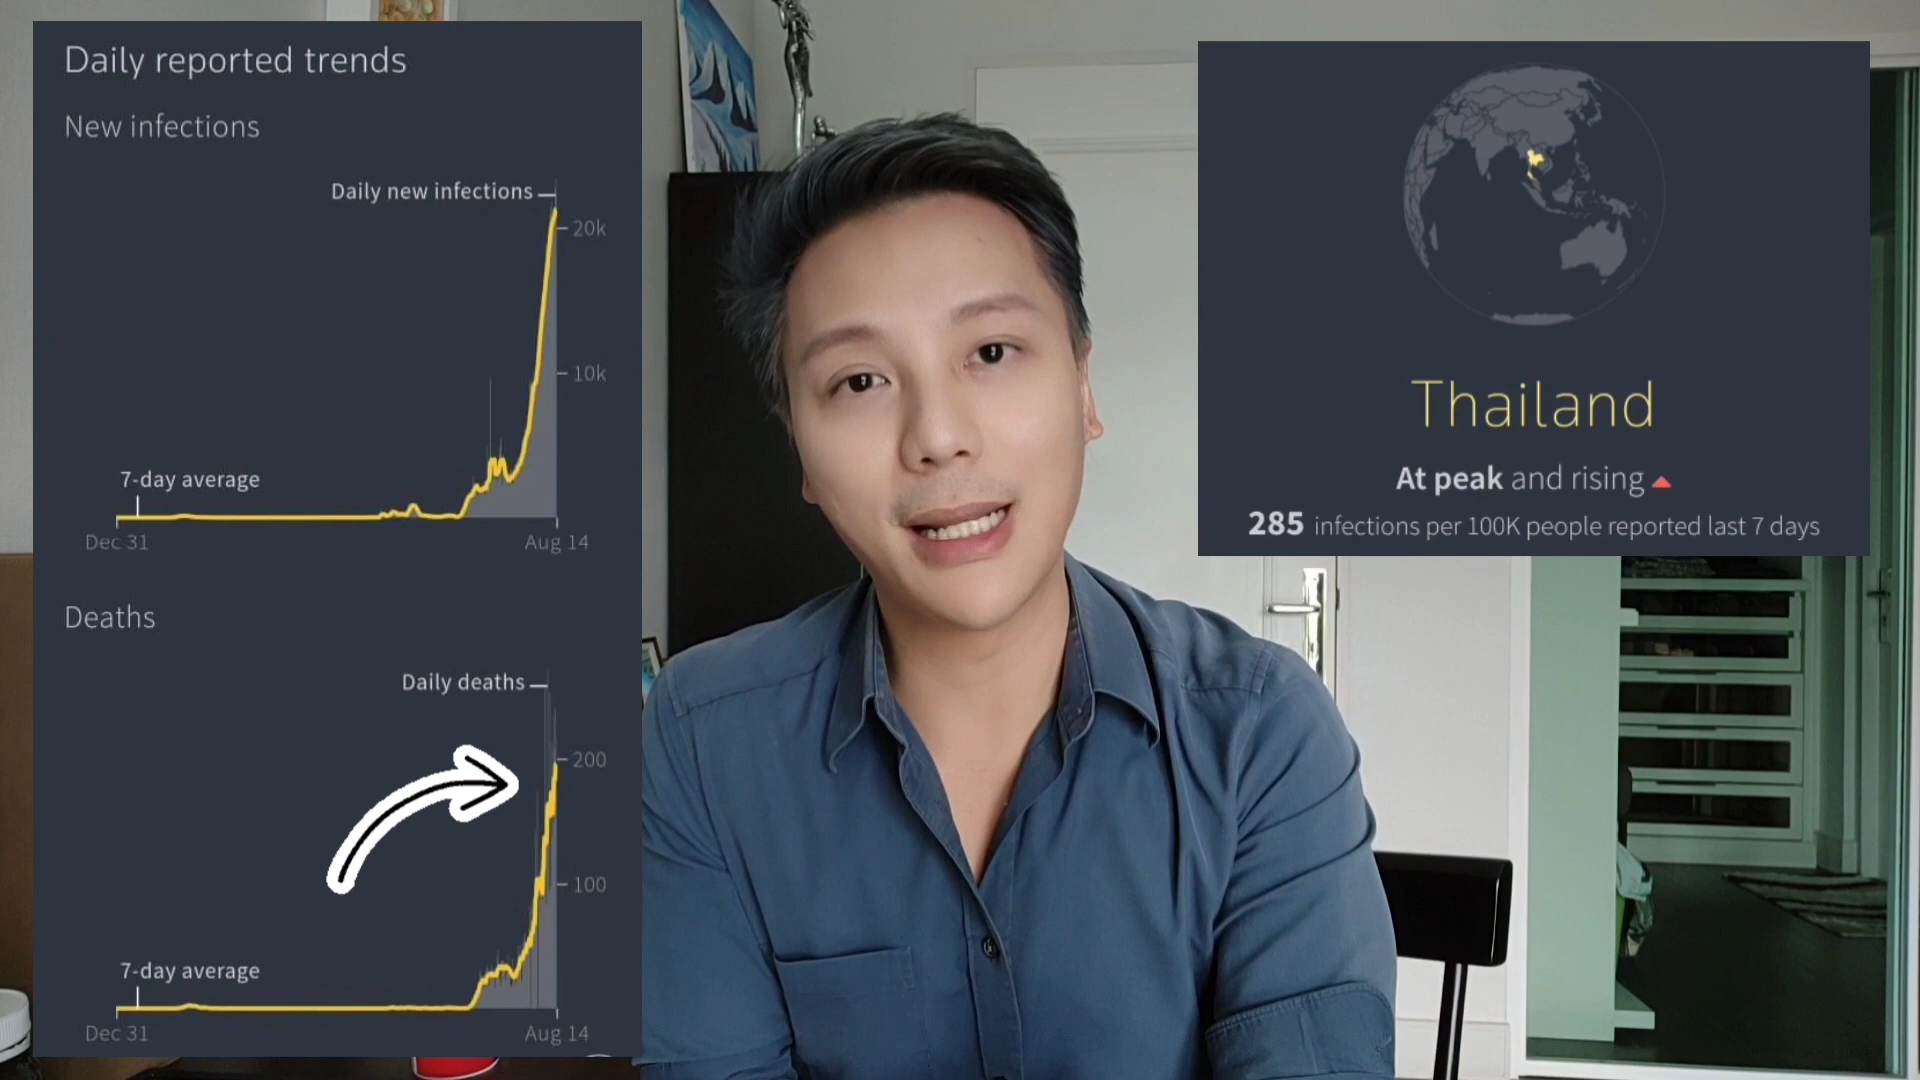 Daily reported trends
New infections
Daily new infections
20k
10k
7-day average
Dec 31
Aug 14
Deaths
Daily deaths
200
100
7-day average
Dec 31
Aug 14
Thailand
At peak and rising
285 infections per 100K people reported last 7 days